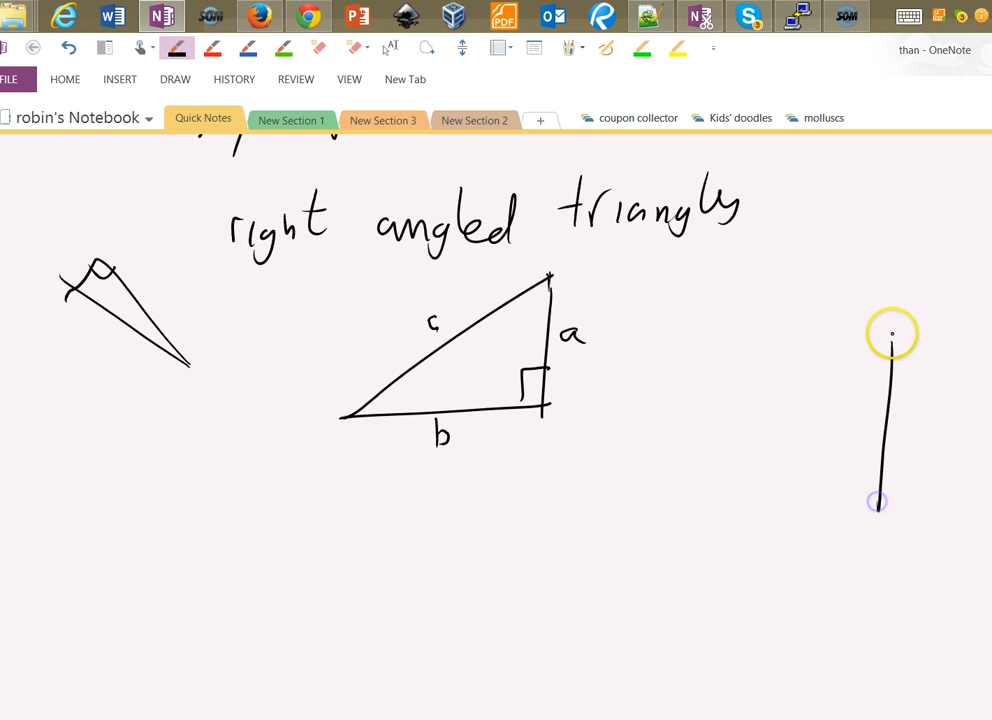 than - OneNote
FILE HOME INSERT DRAW HISTORY REVIEW VIEW New Tab
robin's Notebook Quick Notes New Section 1 New Section 3 New Section 2 + coupon collector Kids' doodles molluscs
right angled triangles
c
a
b